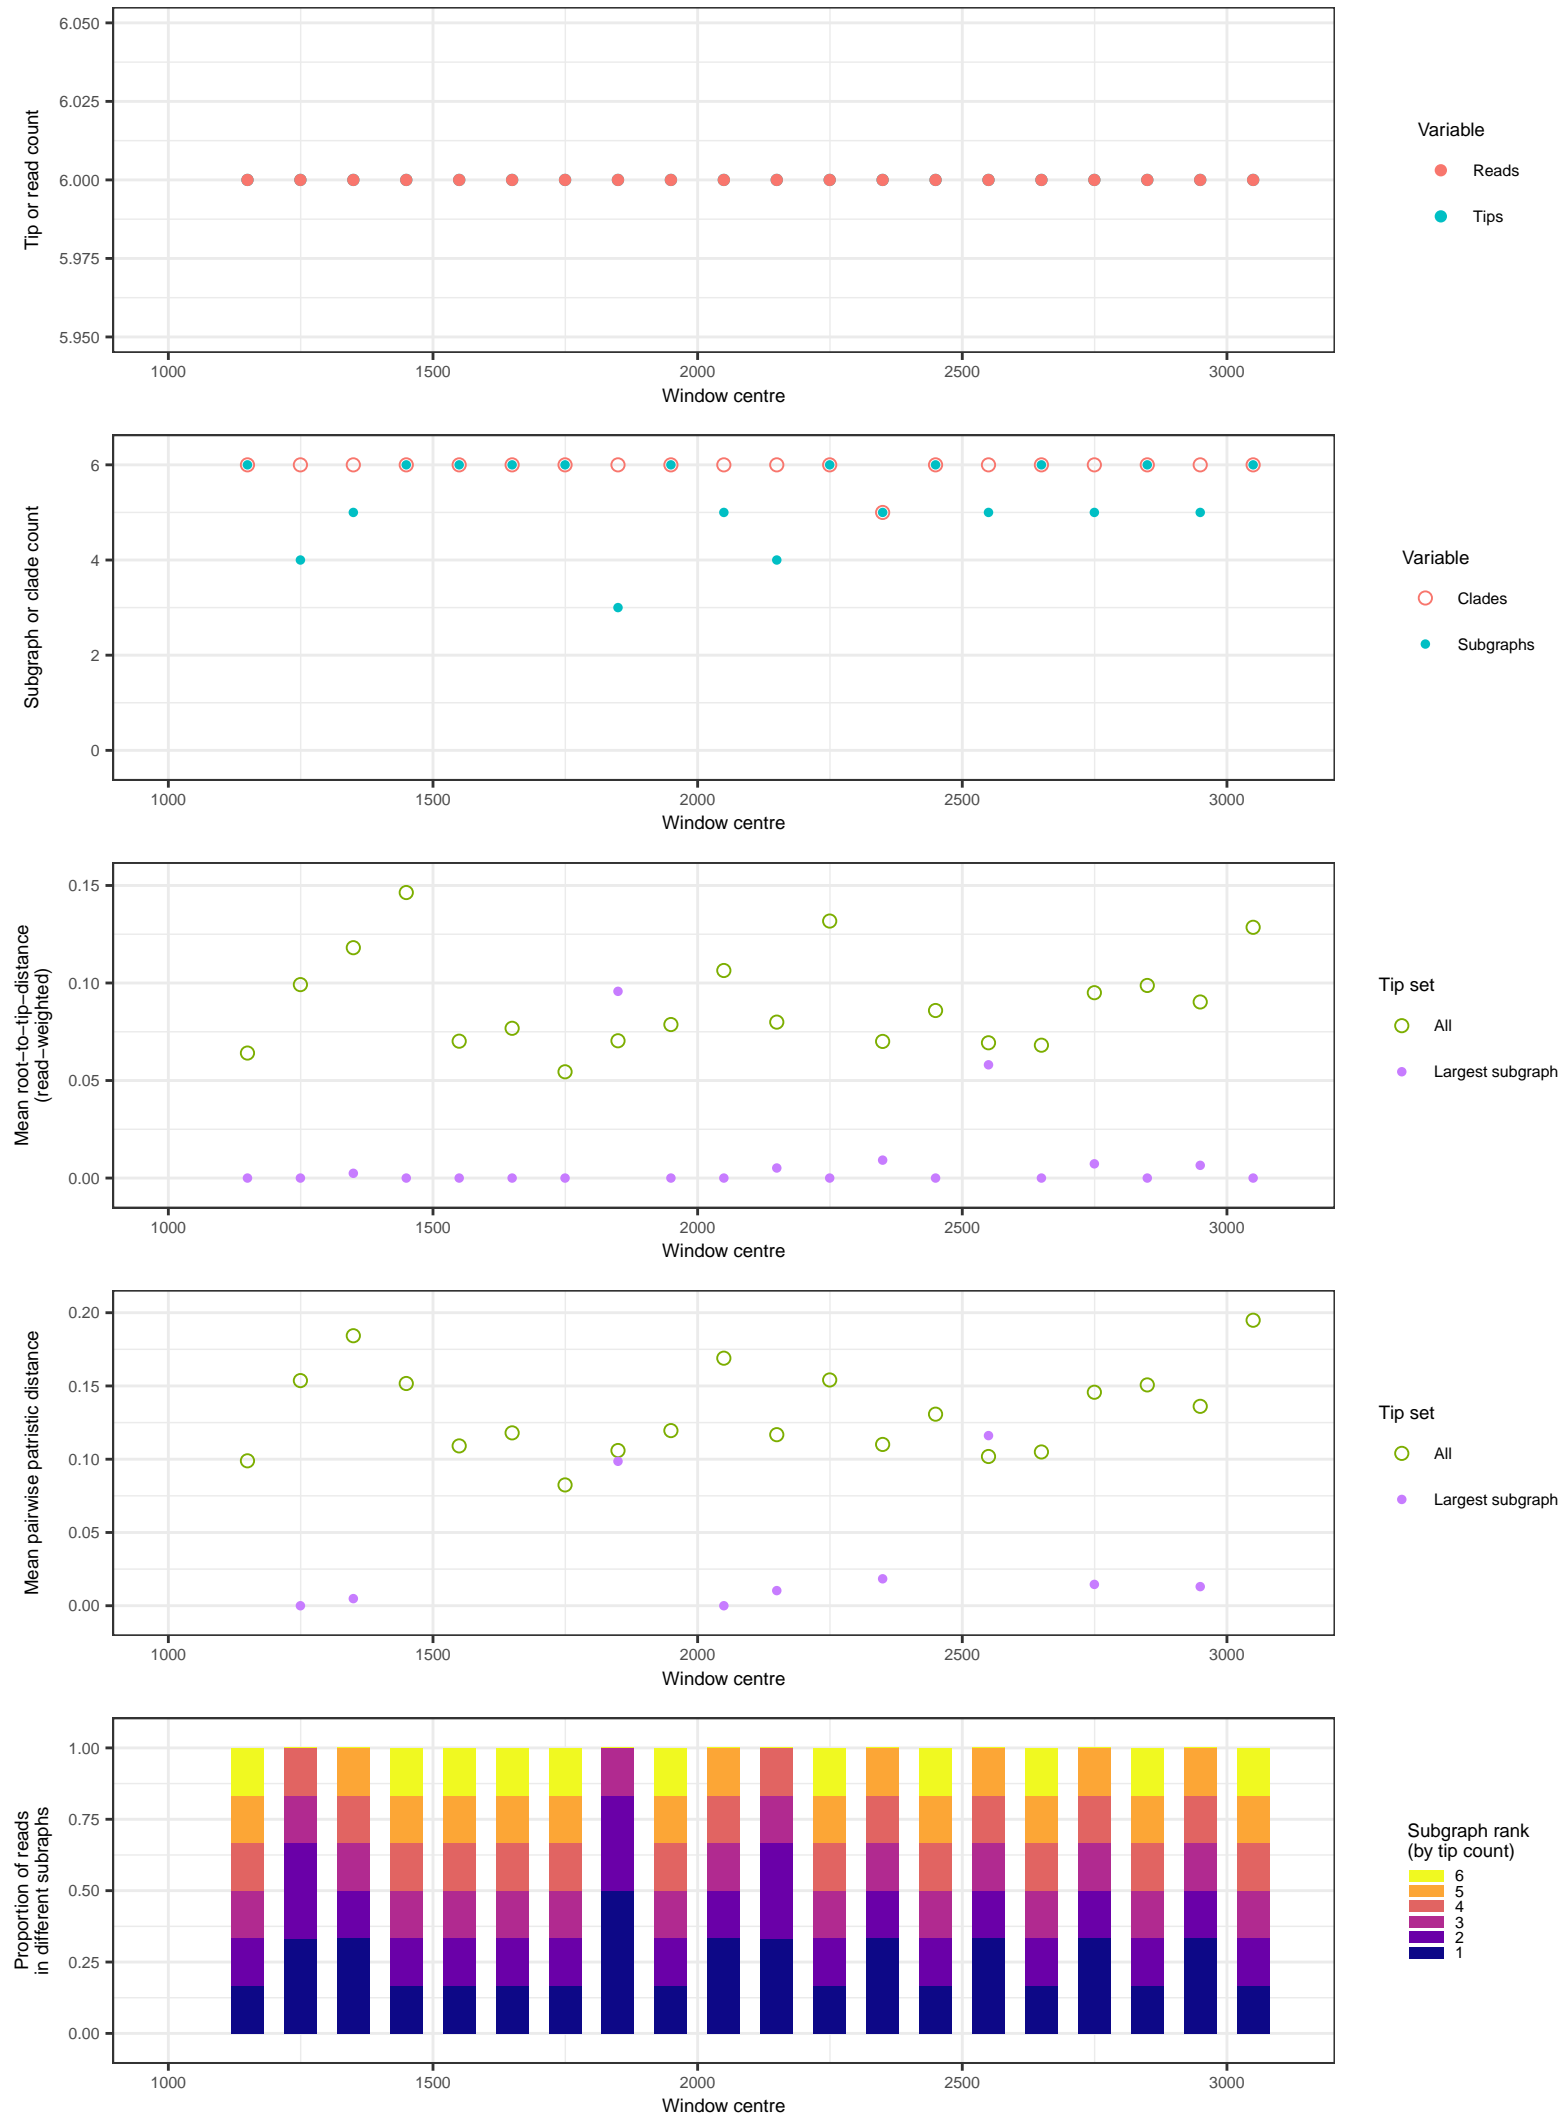 6.050
6.025
6.000
5.975
5.950
Tip or read count
1000 1500 2000 2500 3000
Window centre
Variable
Reads
Tips
6
4
2
0
Subgraph or clade count
1000 1500 2000 2500 3000
Window centre
Variable
Clades
Subgraphs
0.15
0.10
0.05
0.00
Mean root−to−tip−distance
(read−weighted)
1000 1500 2000 2500 3000
Window centre
Tip set
All
Largest subgraph
0.20
0.15
0.10
0.05
0.00
Mean pairwise patristic distance
1000 1500 2000 2500 3000
Window centre
Tip set
All
Largest subgraph
1.00
0.75
0.50
0.25
0.00
Proportion of reads
in different subraphs
1000 1500 2000 2500 3000
Window centre
Subgraph rank
(by tip count)
6
5
4
3
2
1